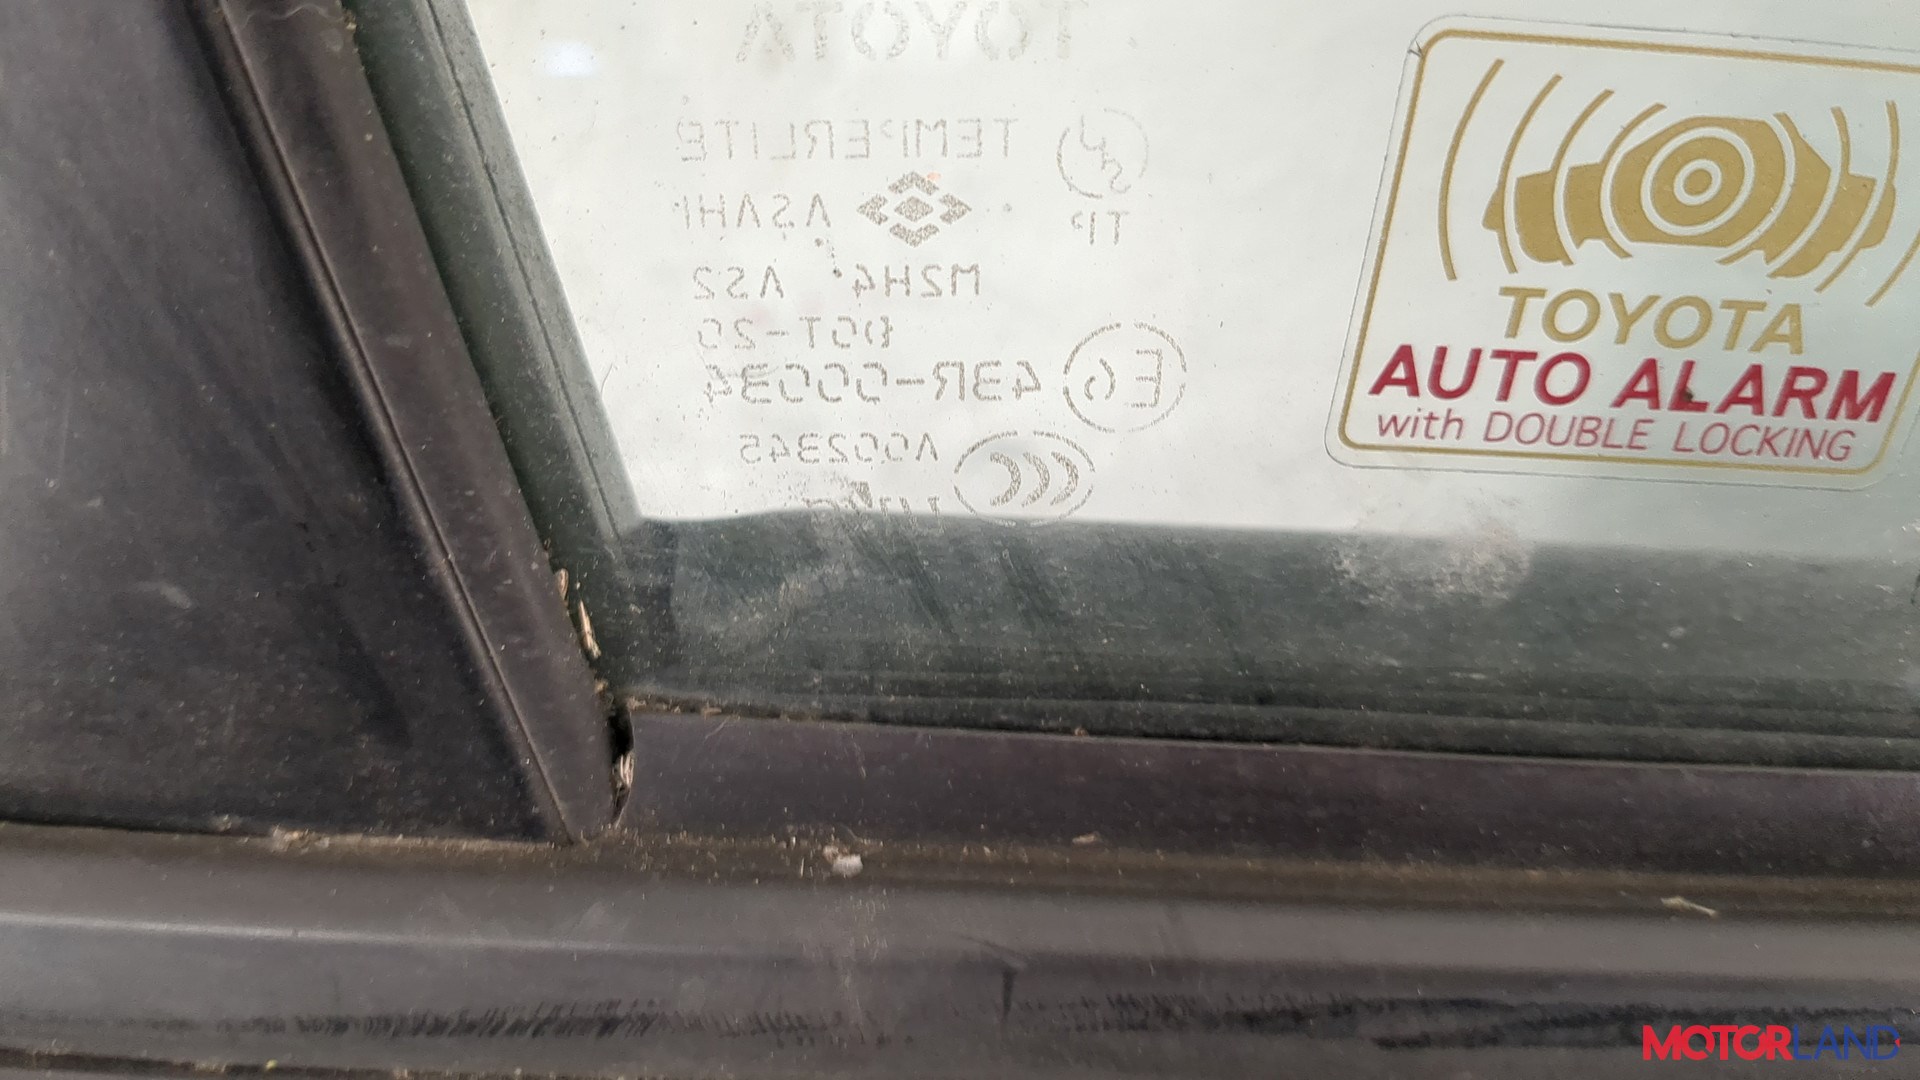 TOYOTA
TEMPERLITE
TP
ASAHI
M2H4 AS2
DOT-20
E6 43R-00034
CCC A002345
TOYOTA
AUTO ALARM
with DOUBLE LOCKING
MOTORLAND